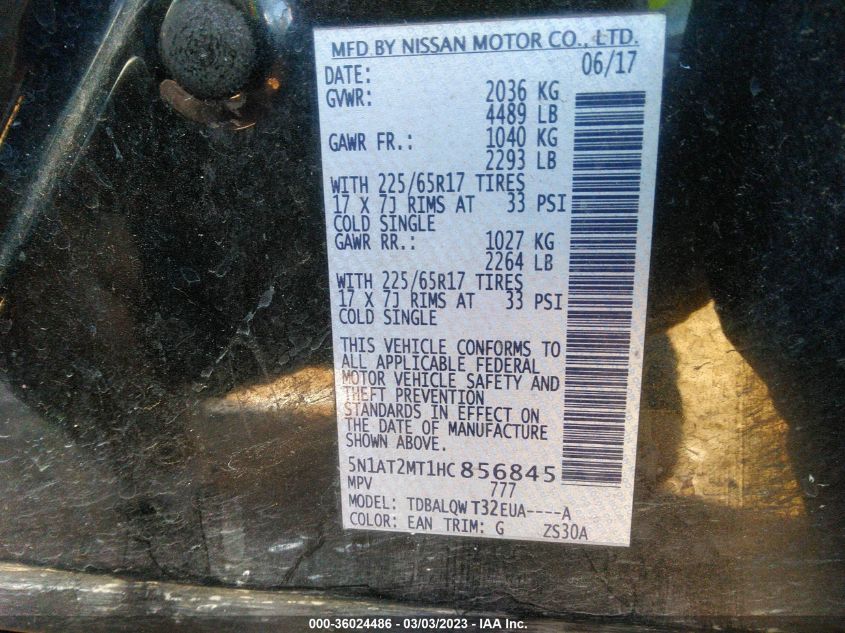 MFD BY NISSAN MOTOR CO., LTD.
DATE: 06/17
GVWR: 2036 KG
4489 LB
GAWR FR.: 1040 KG
2293 LB
WITH 225/65R17 TIRES
17 X 7J RIMS AT 33 PSI
COLD SINGLE
GAWR RR.: 1027 KG
2264 LB
WITH 225/65R17 TIRES
17 X 7J RIMS AT 33 PSI
COLD SINGLE
THIS VEHICLE CONFORMS TO
ALL APPLICABLE FEDERAL
MOTOR VEHICLE SAFETY AND
THEFT PREVENTION
STANDARDS IN EFFECT ON
THE DATE OF MANUFACTURE
SHOWN ABOVE.
5N1AT2MT1HC856845
MPV 777
MODEL: TDBALQW T32EUA----A
COLOR: EAN TRIM: G ZS30A
000-36024486 - 03/03/2023 - IAA Inc.